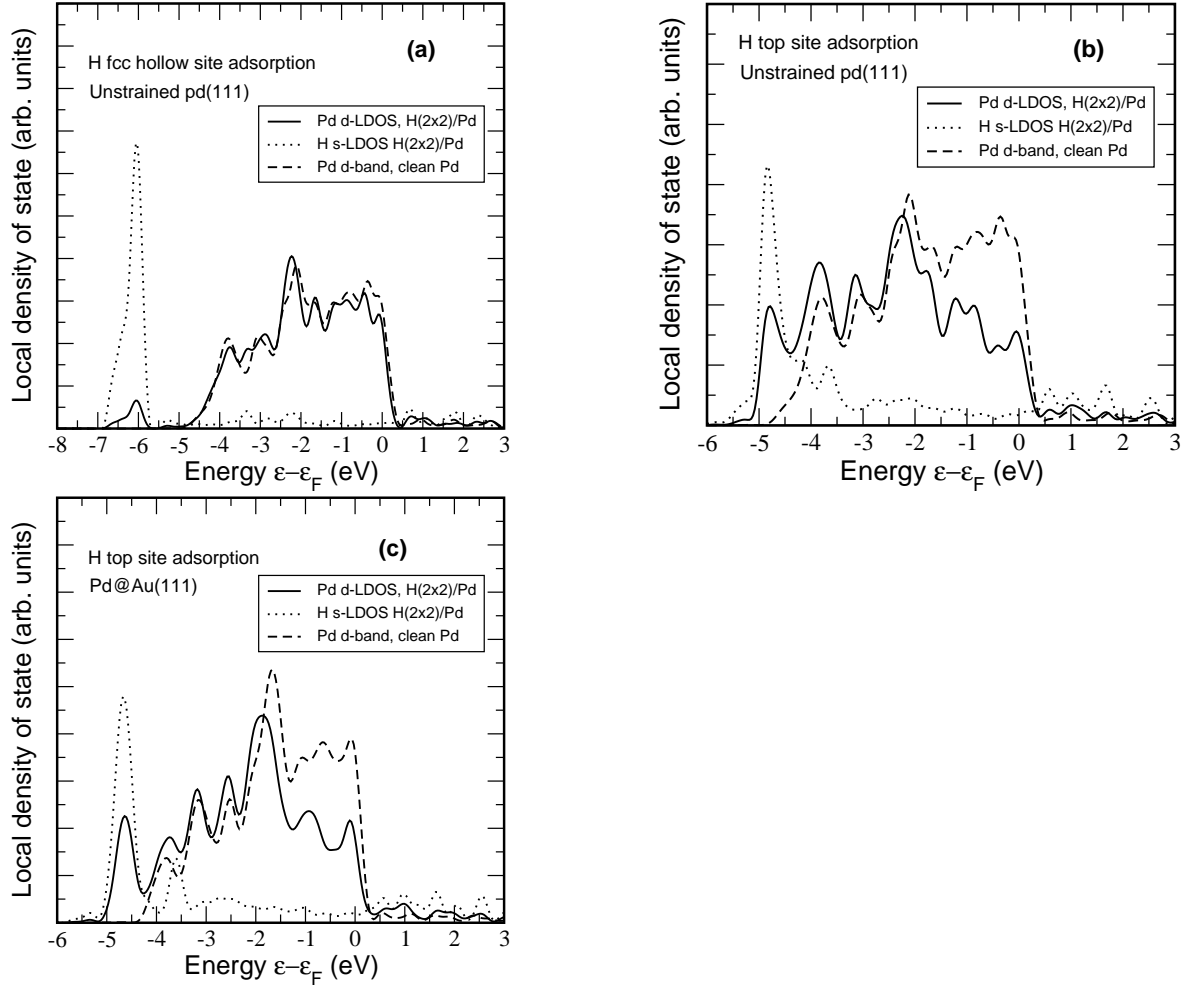 (a)
H fcc hollow site adsorption
Unstrained pd(111)
Pd d-LDOS, H(2x2)/Pd
H s-LDOS H(2x2)/Pd
Pd d-band, clean Pd
Local density of state (arb. units)
-8 -7 -6 -5 -4 -3 -2 -1 0 1 2 3
Energy ε−ε_F (eV)
(b)
H top site adsorption
Unstrained pd(111)
Pd d-LDOS, H(2x2)/Pd
H s-LDOS H(2x2)/Pd
Pd d-band, clean Pd
Local density of state (arb. units)
-6 -5 -4 -3 -2 -1 0 1 2 3
Energy ε−ε_F (eV)
(c)
H top site adsorption
Pd@Au(111)
Pd d-LDOS, H(2x2)/Pd
H s-LDOS H(2x2)/Pd
Pd d-band, clean Pd
Local density of state (arb. units)
-6 -5 -4 -3 -2 -1 0 1 2 3
Energy ε−ε_F (eV)